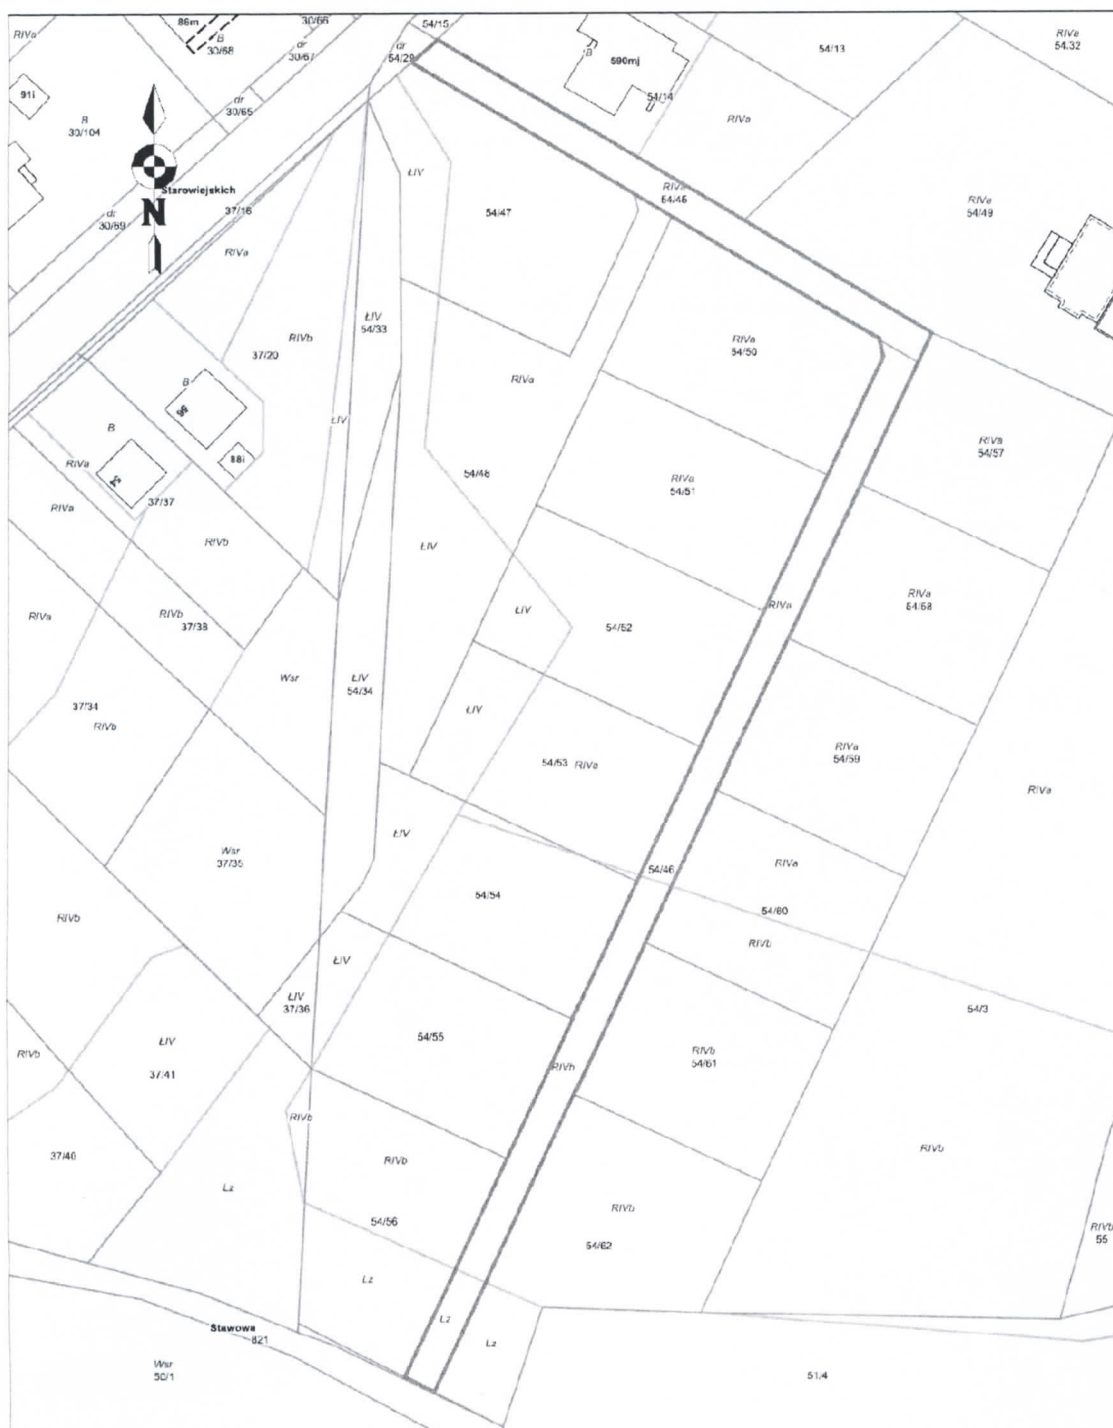 54/15
86m
30/66
B
30/68
RIVa
dr
30/67
dr
54/29
B
590mj
54/13
RIVa
54.32
91i
dr
30/65
54/14
RIVa
B
30/104
Starowiejskich
ŁIV
RIVa
54/45
RIVa
54/49
N
37/16
54/47
dr
30/69
RIVa
ŁIV
54/33
RIVb
37/20
RIVa
54/50
B
RIVa
B
ŁIV
RIVa
54/57
88i
RIVa
54/48
RIVa
54/51
37/37
RIVa
RIVb
ŁIV
RIVa
54/58
RIVa
ŁIV
RIVa
RIVb
37/38
54/52
Wsr
ŁIV
54/34
37/34
RIVb
ŁIV
RIVa
54/59
54/53 RIVa
RIVa
ŁIV
Wsr
37/35
RIVa
54/46
54/54
54/60
RIVb
RIVb
ŁIV
ŁIV
37/36
54/3
54/55
ŁIV
RIVb
RIVb
54/61
37/41
RIVb
RIVb
RIVb
37/40
RIVb
Lz
RIVb
54/56
RIVb
55
54/62
Lz
Lz
Lz
Stawowa
821
Wsr
50/1
51/4